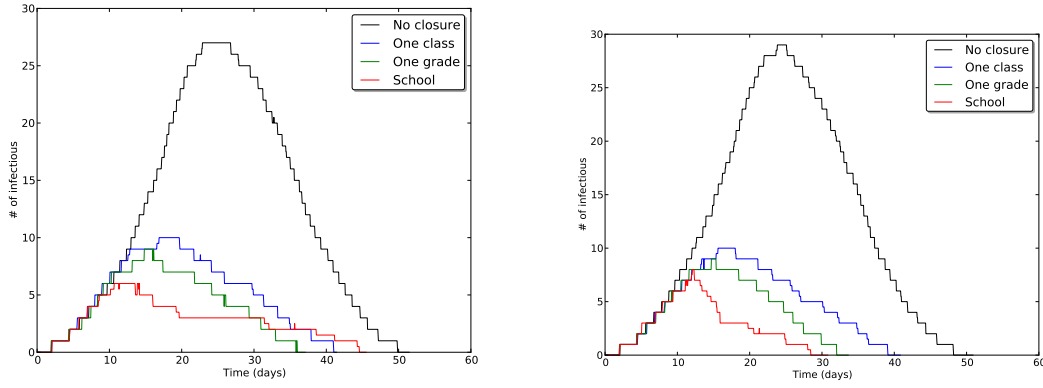 30
25
20
15
10
5
0
# of infectious
0 10 20 30 40 50 60
Time (days)
No closure
One class
One grade
School
30
25
20
15
10
5
0
# of infectious
0 10 20 30 40 50 60
Time (days)
No closure
One class
One grade
School